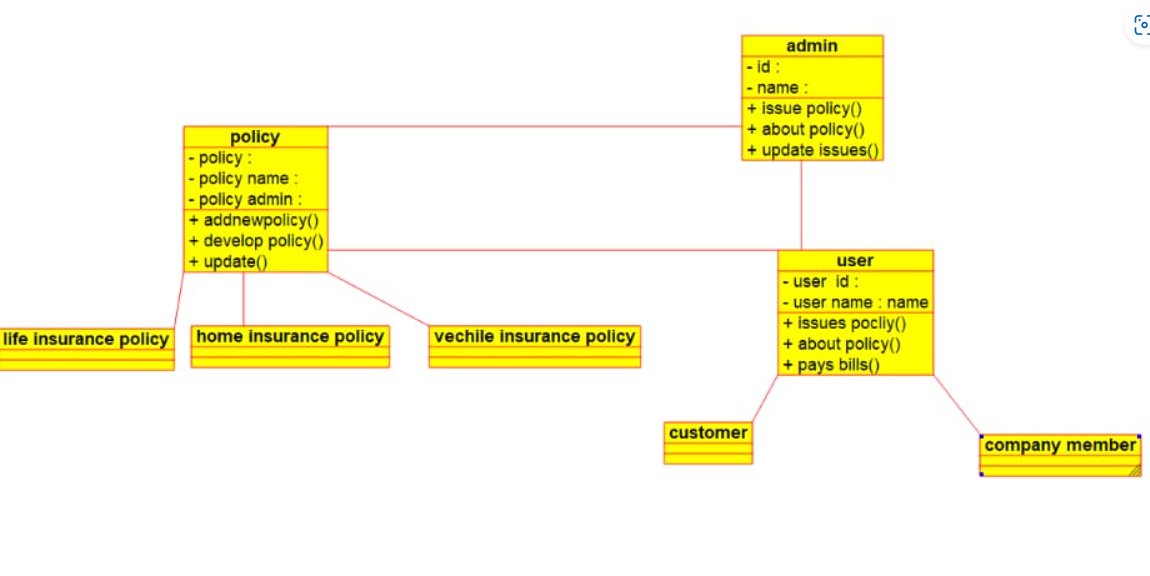 admin
- id :
- name :
+ issue policy()
+ about policy()
+ update issues()
policy
- policy :
- policy name :
- policy admin :
+ addnewpolicy()
+ develop policy()
+ update()
user
- user id :
- user name : name
+ issues pocliy()
+ about policy()
+ pays bills()
life insurance policy
home insurance policy
vechile insurance policy
customer
company member